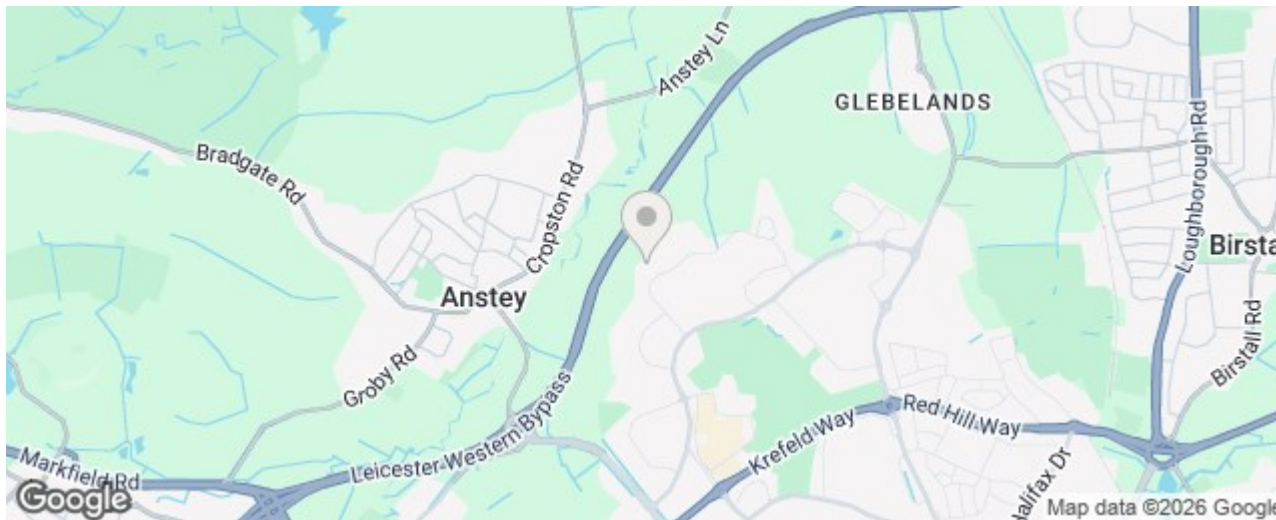 Anstey Ln
GLEBELANDS
Loughborough Rd
Bradgate Rd
Cropston Rd
Birsta
Anstey
Birstall Rd
Groby Rd
Leicester Western Bypass
Red Hill Way
Krefeld Way
Markfield Rd
Halifax Dr
Google
Map data ©2026 Google